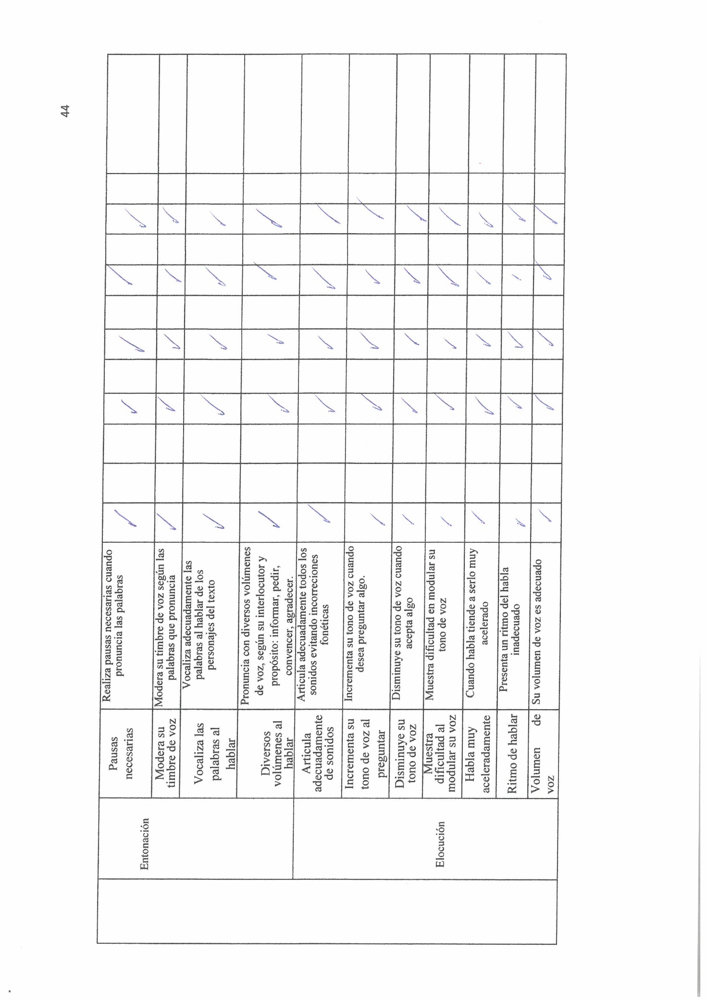 44
Entonación
Pausas
necesarias
Realiza pausas necesarias cuando
pronuncia las palabras
Modera su
timbre de voz
Modera su timbre de voz según las
palabras que pronuncia
Vocaliza las
palabras al
hablar
Vocaliza adecuadamente las
palabras al hablar de los
personajes del texto
Diversos
volúmenes al
hablar
Pronuncia con diversos volúmenes
de voz, según su interlocutor y
propósito: informar, pedir,
convencer, agradecer.
Elocución
Articula
adecuadamente
de sonidos
Articula adecuadamente todos los
sonidos evitando incorreciones
fonéticas
Incrementa su
tono de voz al
preguntar
Incrementa su tono de voz cuando
desea preguntar algo.
Disminuye su
tono de voz
Disminuye su tono de voz cuando
acepta algo
Muestra
dificultad al
modular su voz
Muestra dificultad en modular su
tono de voz
Habla muy
aceleradamente
Cuando habla tiende a serlo muy
acelerado
Ritmo de hablar
Presenta un ritmo del habla
inadecuado
Volumen de
voz
Su volumen de voz es adecuado